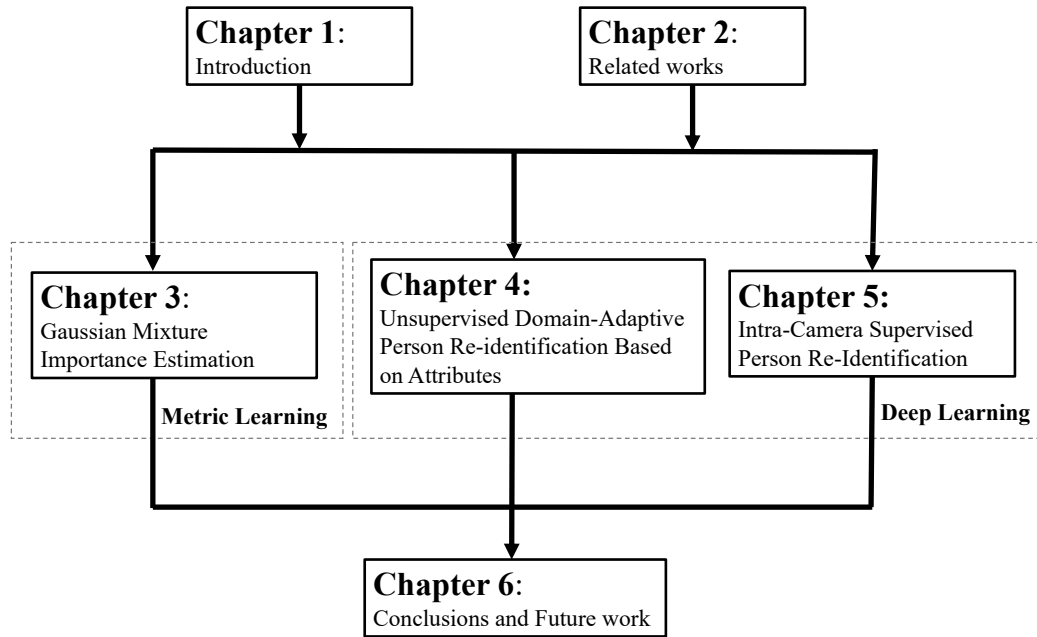 Chapter 1:
Introduction
Chapter 2:
Related works
Chapter 3:
Gaussian Mixture
Importance Estimation
Metric Learning
Chapter 4:
Unsupervised Domain-Adaptive
Person Re-identification Based
on Attributes
Chapter 5:
Intra-Camera Supervised
Person Re-Identification
Deep Learning
Chapter 6:
Conclusions and Future work